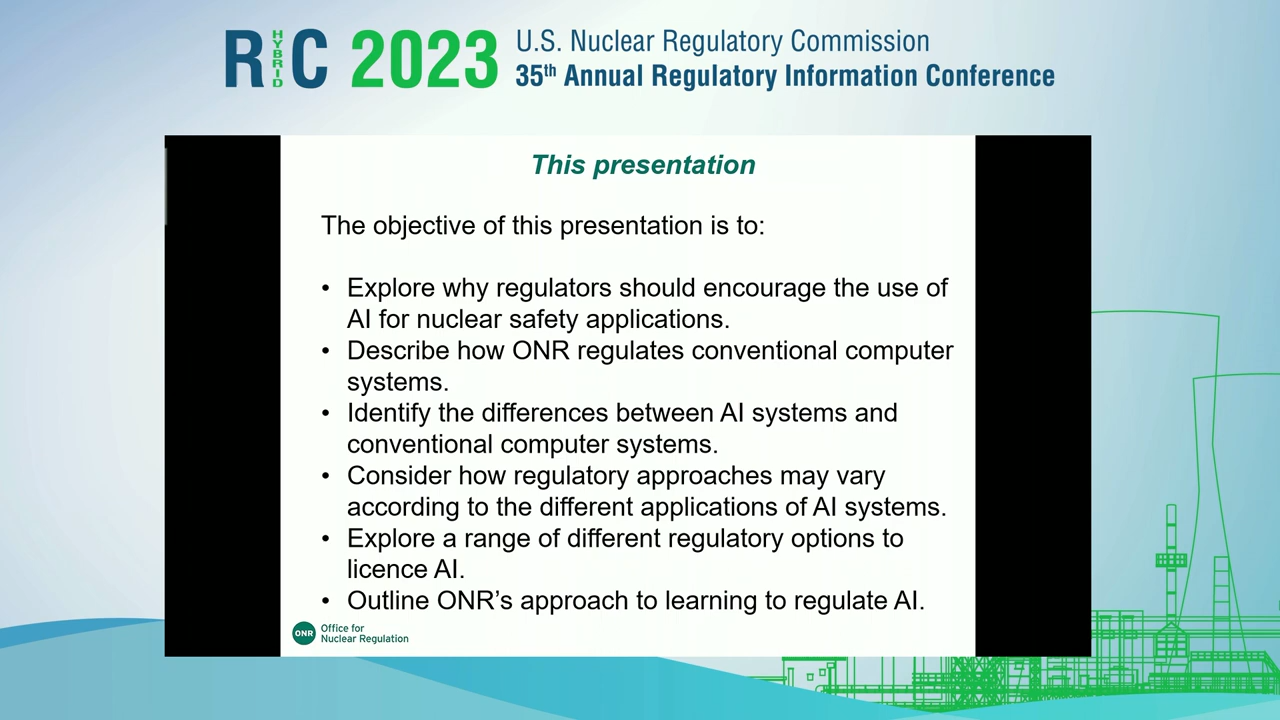 RIC HYBRID 2023
U.S. Nuclear Regulatory Commission
35th Annual Regulatory Information Conference
This presentation
The objective of this presentation is to:
• Explore why regulators should encourage the use of
AI for nuclear safety applications.
• Describe how ONR regulates conventional computer
systems.
• Identify the differences between AI systems and
conventional computer systems.
• Consider how regulatory approaches may vary
according to the different applications of AI systems.
• Explore a range of different regulatory options to
licence AI.
• Outline ONR’s approach to learning to regulate AI.
ONR
Office for
Nuclear Regulation